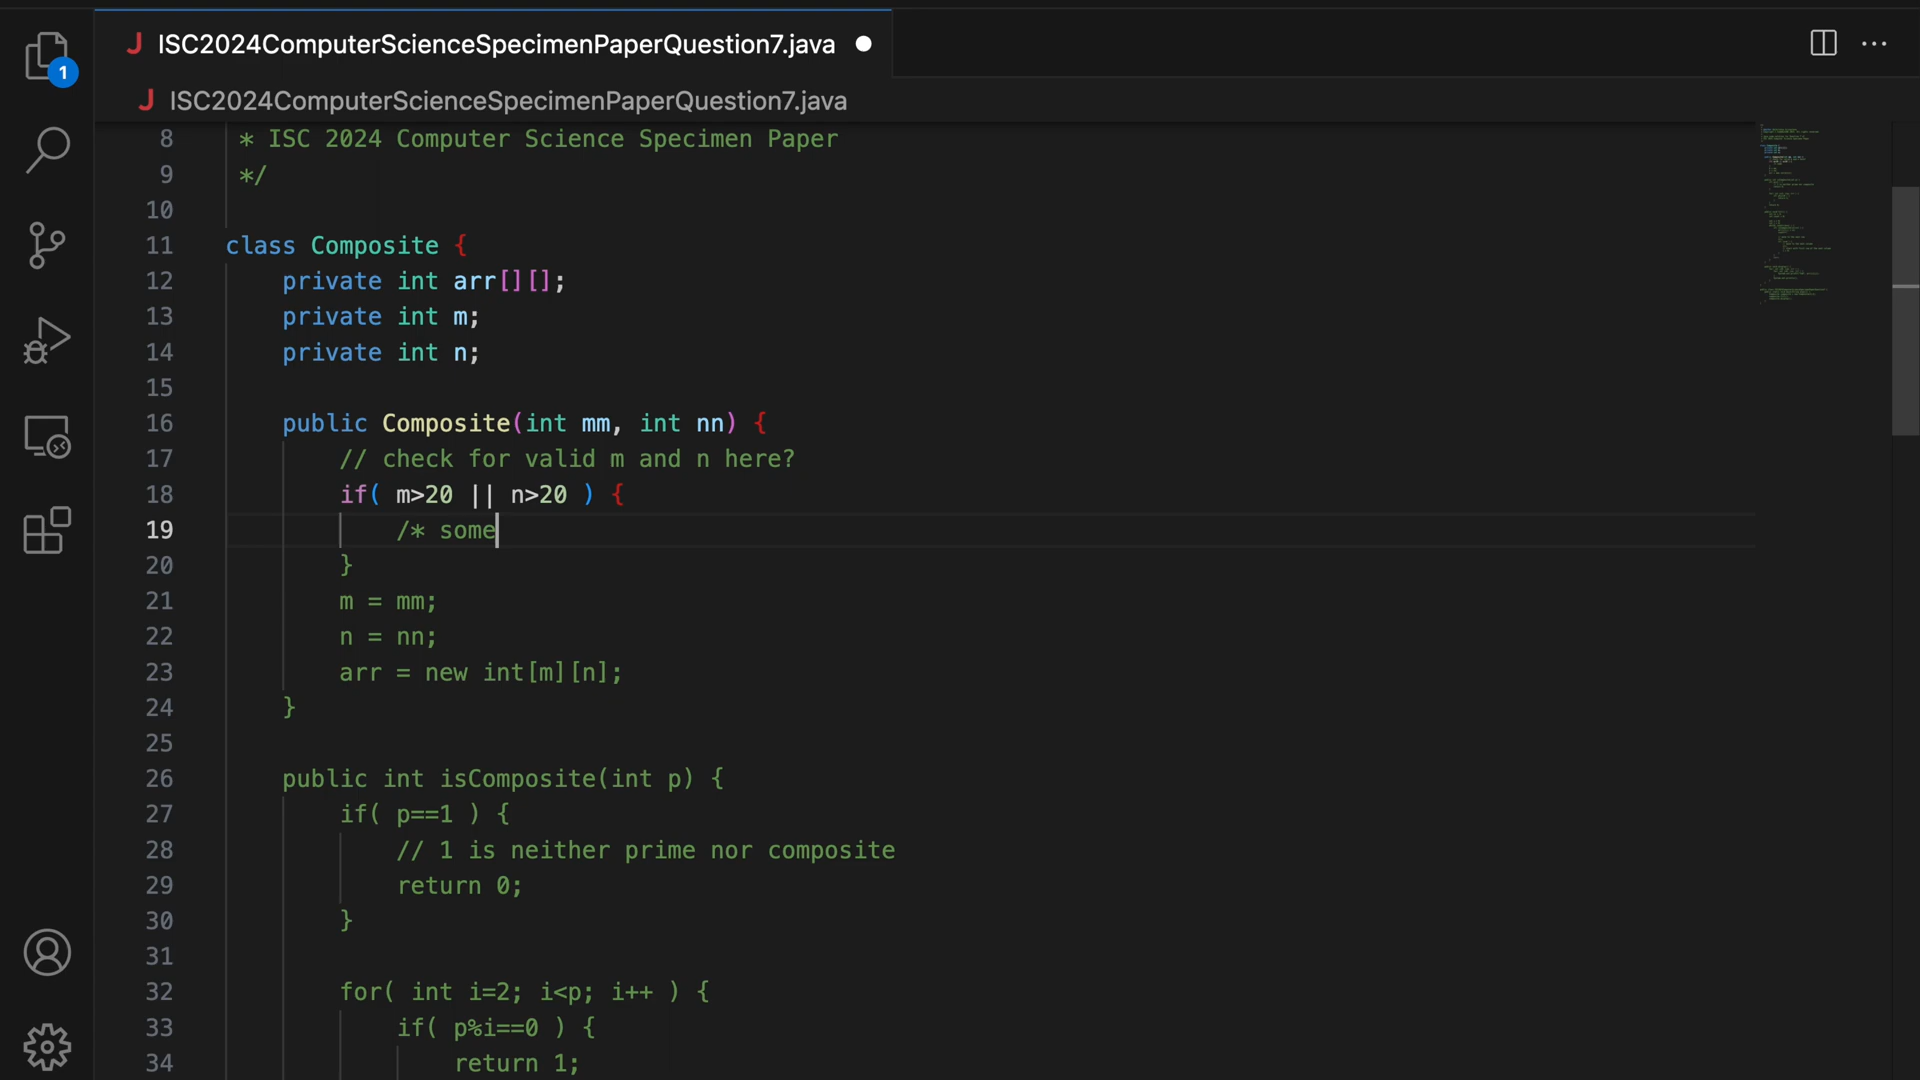 J ISC2024ComputerScienceSpecimenPaperQuestion7.java
1
J ISC2024ComputerScienceSpecimenPaperQuestion7.java
8 * ISC 2024 Computer Science Specimen Paper
9 */
10
11 class Composite {
12 private int arr[][];
13 private int m;
14 private int n;
15
16 public Composite(int mm, int nn) {
17 // check for valid m and n here?
18 if( m>20 || n>20 ) {
19 /* some
20 }
21 m = mm;
22 n = nn;
23 arr = new int[m][n];
24 }
25
26 public int isComposite(int p) {
27 if( p==1 ) {
28 // 1 is neither prime nor composite
29 return 0;
30 }
31
32 for( int i=2; i<p; i++ ) {
33 if( p%i==0 ) {
34 return 1;